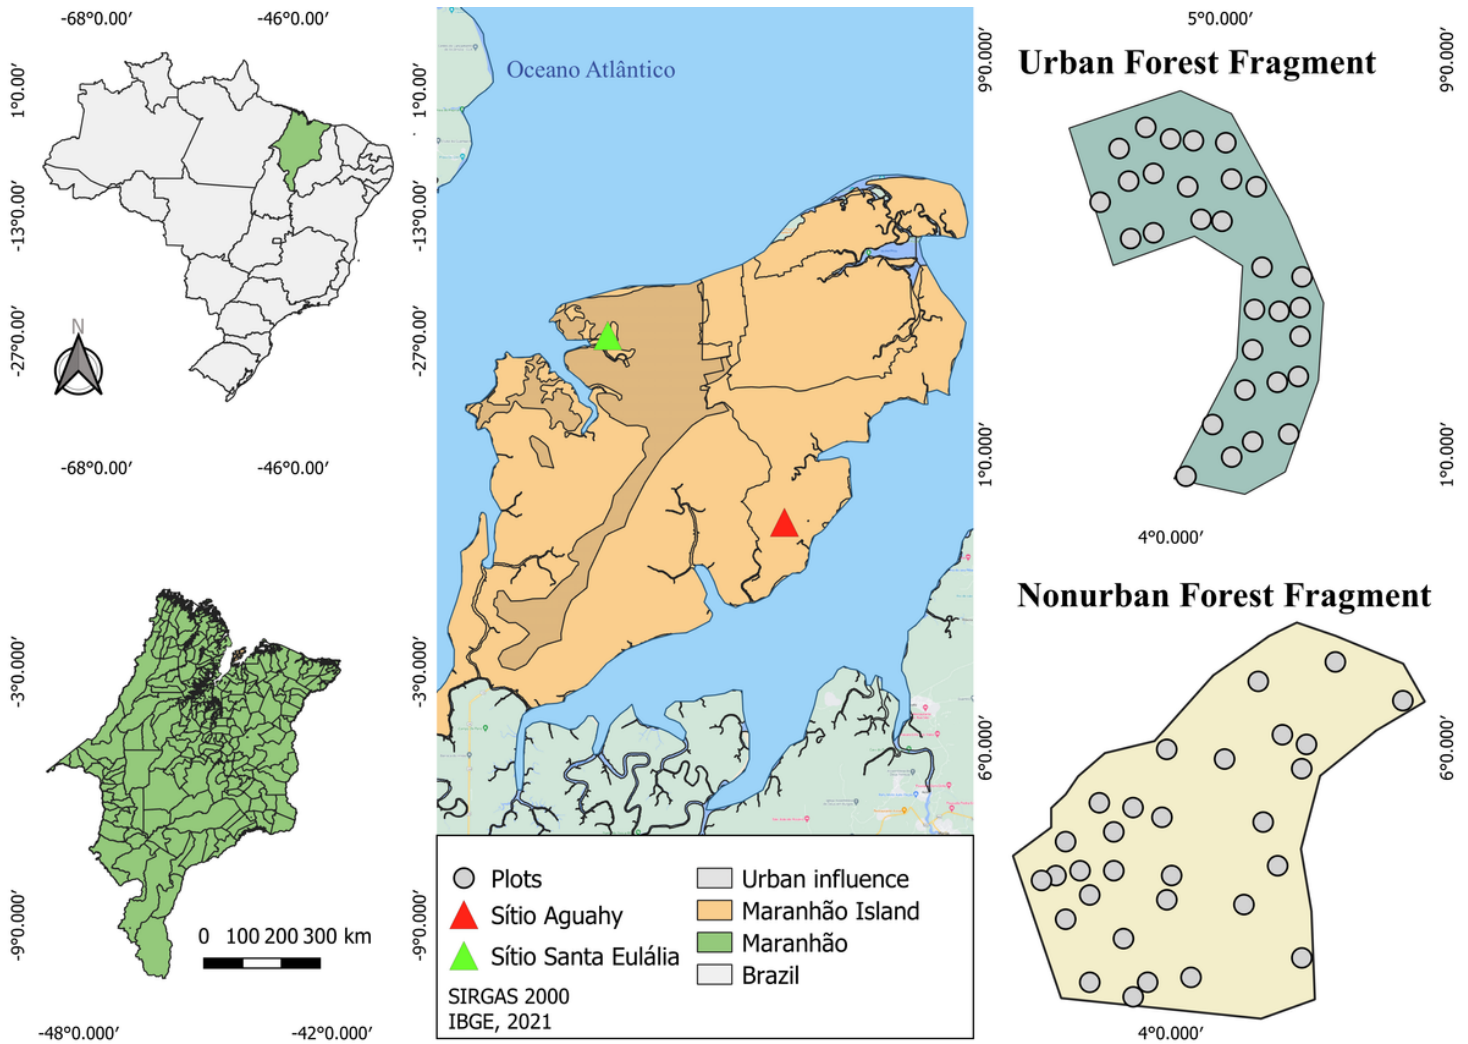 -68°0.00′
-46°0.00′
1°0.00′
-13°0.00′
-27°0.00′
1°0.00′
-13°0.00′
-27°0.00′
N
-68°0.00′
-46°0.00′
-3°0.000′
-9°0.000′
-3°0.000′
-9°0.000′
0 100 200 300 km
-48°0.000′
-42°0.000′
Oceano Atlântico
Plots
Sítio Aguahy
Sítio Santa Eulália
SIRGAS 2000
IBGE, 2021
Urban influence
Maranhão Island
Maranhão
Brazil
5°0.000′
9°0.000′
9°0.000′
Urban Forest Fragment
1°0.000′
1°0.000′
4°0.000′
Nonurban Forest Fragment
6°0.000′
6°0.000′
4°0.000′